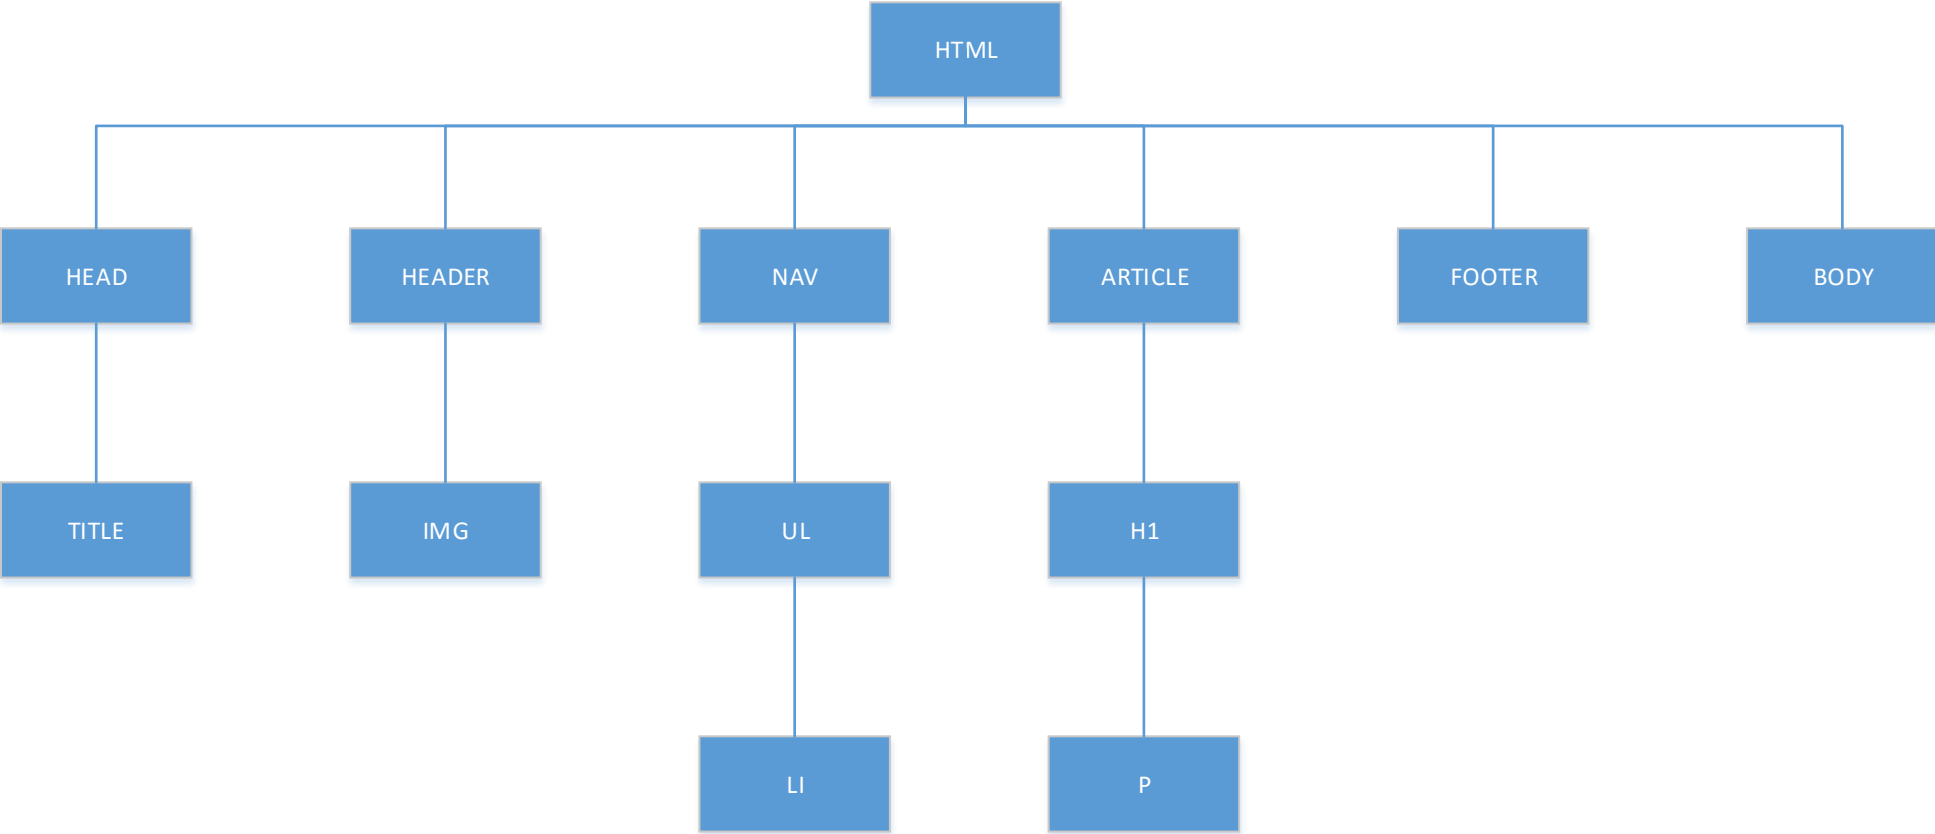 HTML
HEAD
HEADER
NAV
ARTICLE
FOOTER
BODY
TITLE
IMG
UL
H1
LI
P